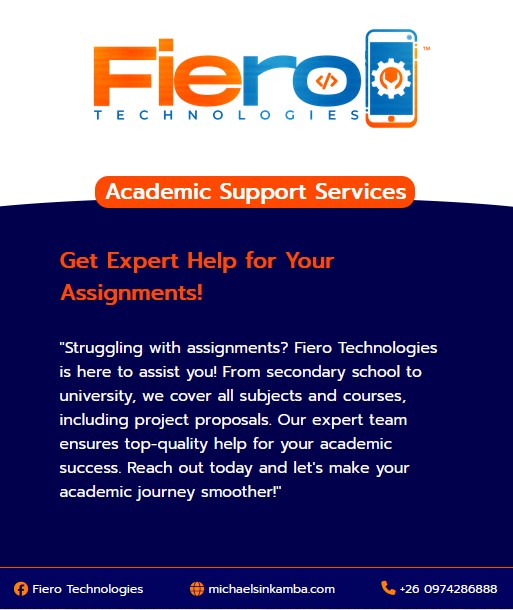 Fiero
™
TECHNOLOGIES
Academic Support Services
Get Expert Help for Your
Assignments!
"Struggling with assignments? Fiero Technologies
is here to assist you! From secondary school to
university, we cover all subjects and courses,
including project proposals. Our expert team
ensures top-quality help for your academic
success. Reach out today and let's make your
academic journey smoother!"
Fiero Technologies
michaelsinkamba.com
+26 0974286888